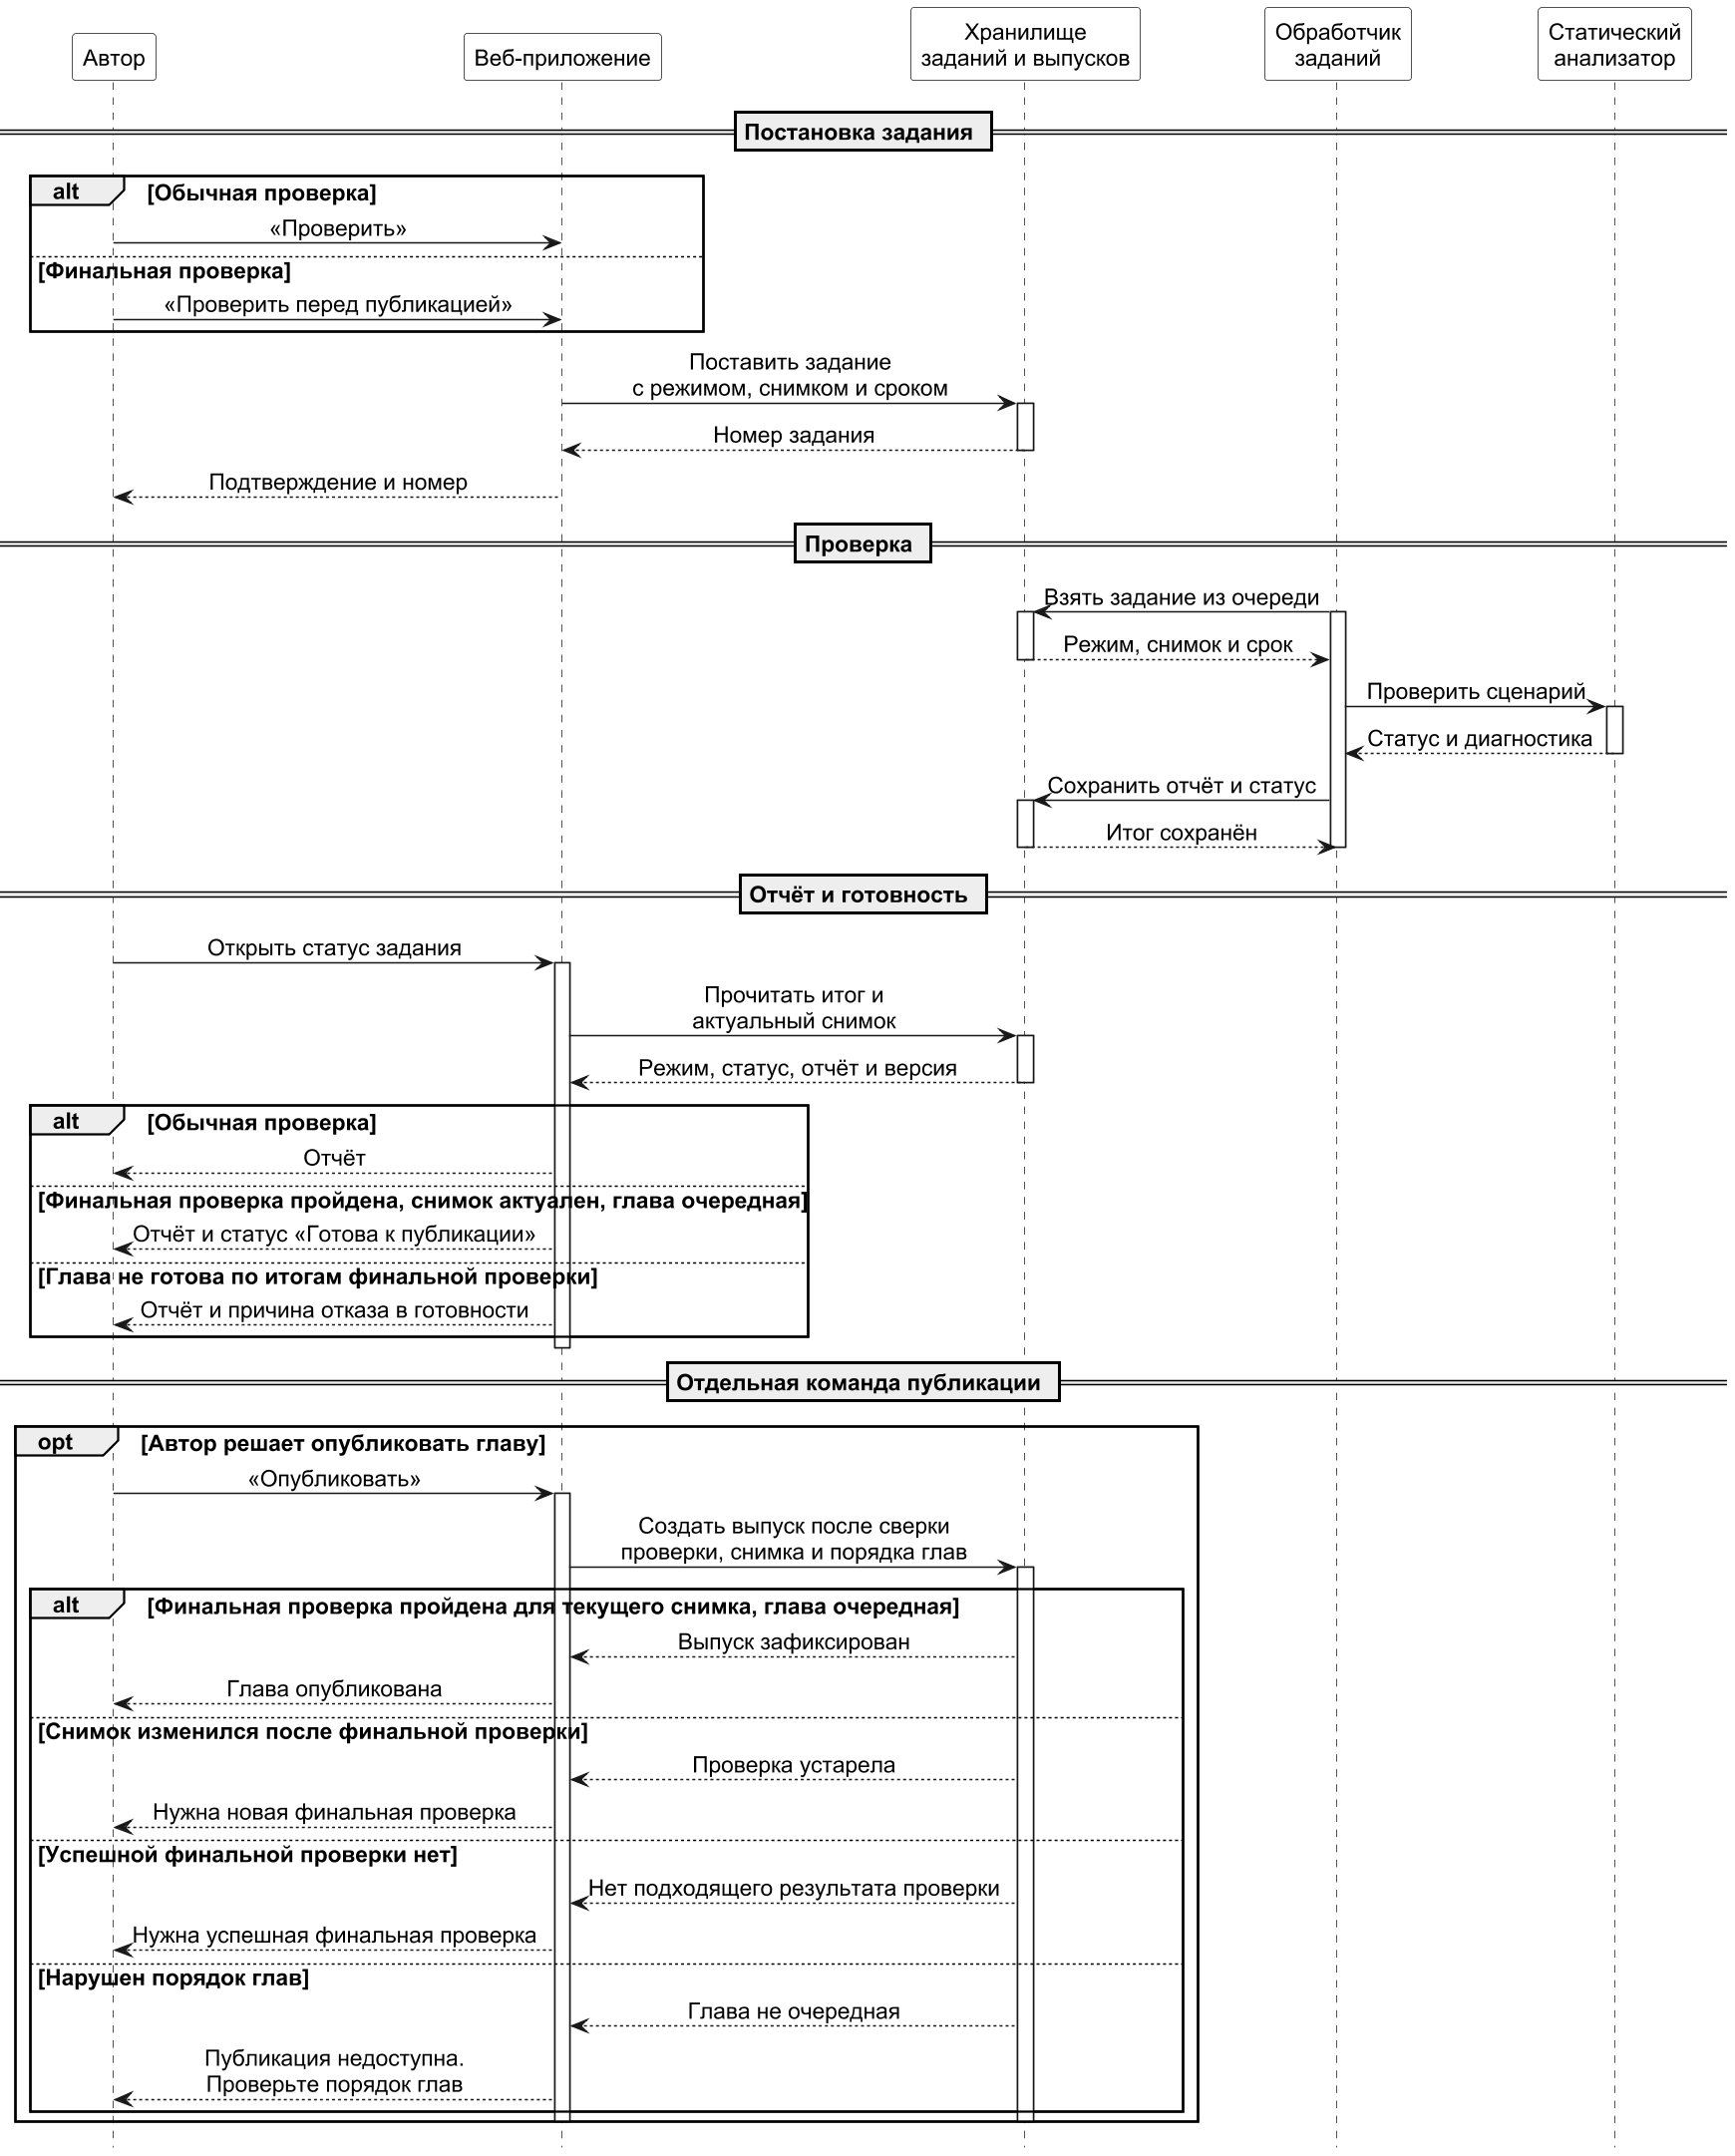 Автор
Веб-приложение
Хранилище
заданий и выпусков
Обработчик
заданий
Статический
анализатор
Постановка задания
alt
[Обычная проверка]
«Проверить»
[Финальная проверка]
«Проверить перед публикацией»
Поставить задание
с режимом, снимком и сроком
Номер задания
Подтверждение и номер
Проверка
Взять задание из очереди
Режим, снимок и срок
Проверить сценарий
Статус и диагностика
Сохранить отчёт и статус
Итог сохранён
Отчёт и готовность
Открыть статус задания
Прочитать итог и
актуальный снимок
Режим, статус, отчёт и версия
alt
[Обычная проверка]
Отчёт
[Финальная проверка пройдена, снимок актуален, глава очередная]
Отчёт и статус «Готова к публикации»
[Глава не готова по итогам финальной проверки]
Отчёт и причина отказа в готовности
Отдельная команда публикации
opt
[Автор решает опубликовать главу]
«Опубликовать»
Создать выпуск после сверки
проверки, снимка и порядка глав
alt
[Финальная проверка пройдена для текущего снимка, глава очередная]
Выпуск зафиксирован
Глава опубликована
[Снимок изменился после финальной проверки]
Проверка устарела
Нужна новая финальная проверка
[Успешной финальной проверки нет]
Нет подходящего результата проверки
Нужна успешная финальная проверка
[Нарушен порядок глав]
Глава не очередная
Публикация недоступна.
Проверьте порядок глав